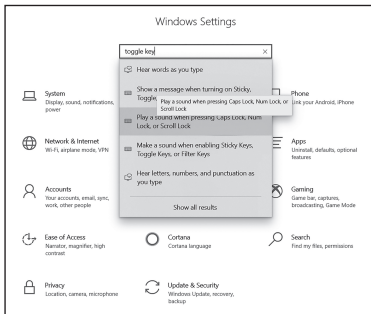 Windows Settings
toggle key
Hear words as you type
Show a message when turning on Sticky,
Toggle,
Play a sound when pressing Caps Lock, Num Lock, or
Scroll Lock
Play a sound when pressing Caps Lock, Num
Lock, or Scroll Lock
Make a sound when enabling Sticky Keys,
Toggle Keys, or Filter Keys
Hear letters, numbers, and punctuation as
you type
Show all results
System
Display, sound, notifications,
power
Phone
Link your Android, iPhone
Network & Internet
Wi-Fi, airplane mode, VPN
Apps
Uninstall, defaults, optional
features
Accounts
Your accounts, email, sync,
work, other people
Gaming
Game bar, captures,
broadcasting, Game Mode
Ease of Access
Narrator, magnifier, high
contrast
Cortana
Cortana language
Search
Find my files, permissions
Privacy
Location, camera, microphone
Update & Security
Windows Update, recovery,
backup